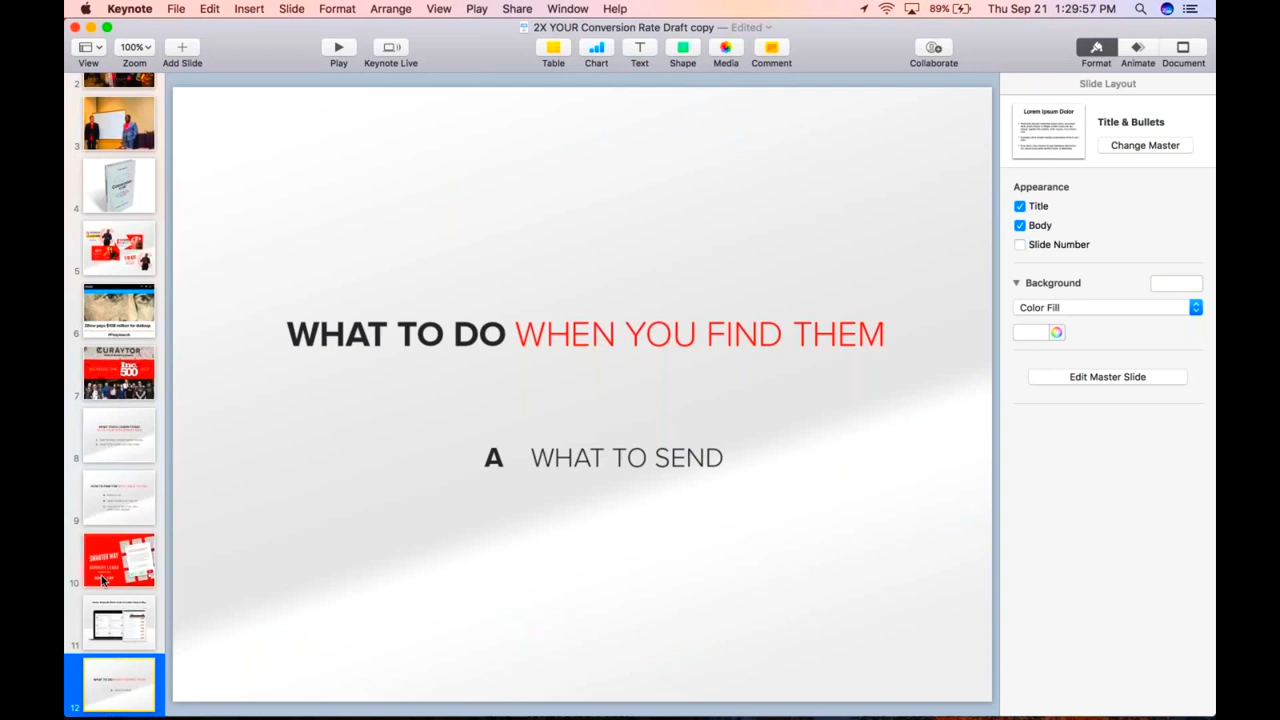 Keynote File Edit Insert Slide Format Arrange View Play Share Window Help 89% Thu Sep 21 1:29:57 PM
2X YOUR Conversion Rate Draft copy — Edited
100%
View Zoom Add Slide Play Keynote Live Table Chart Text Shape Media Comment Collaborate Format Animate Document
Slide Layout
Lorem Ipsum Dolor
Title & Bullets
Change Master
Appearance
Title
Body
Slide Number
Background
Color Fill
Edit Master Slide
WHAT TO DO WHEN YOU FIND THEM
A WHAT TO SEND
2
3
4
5
6
CURAYTOR
Inc.
500
7
8
9
SMARTER WAY
10
11
12